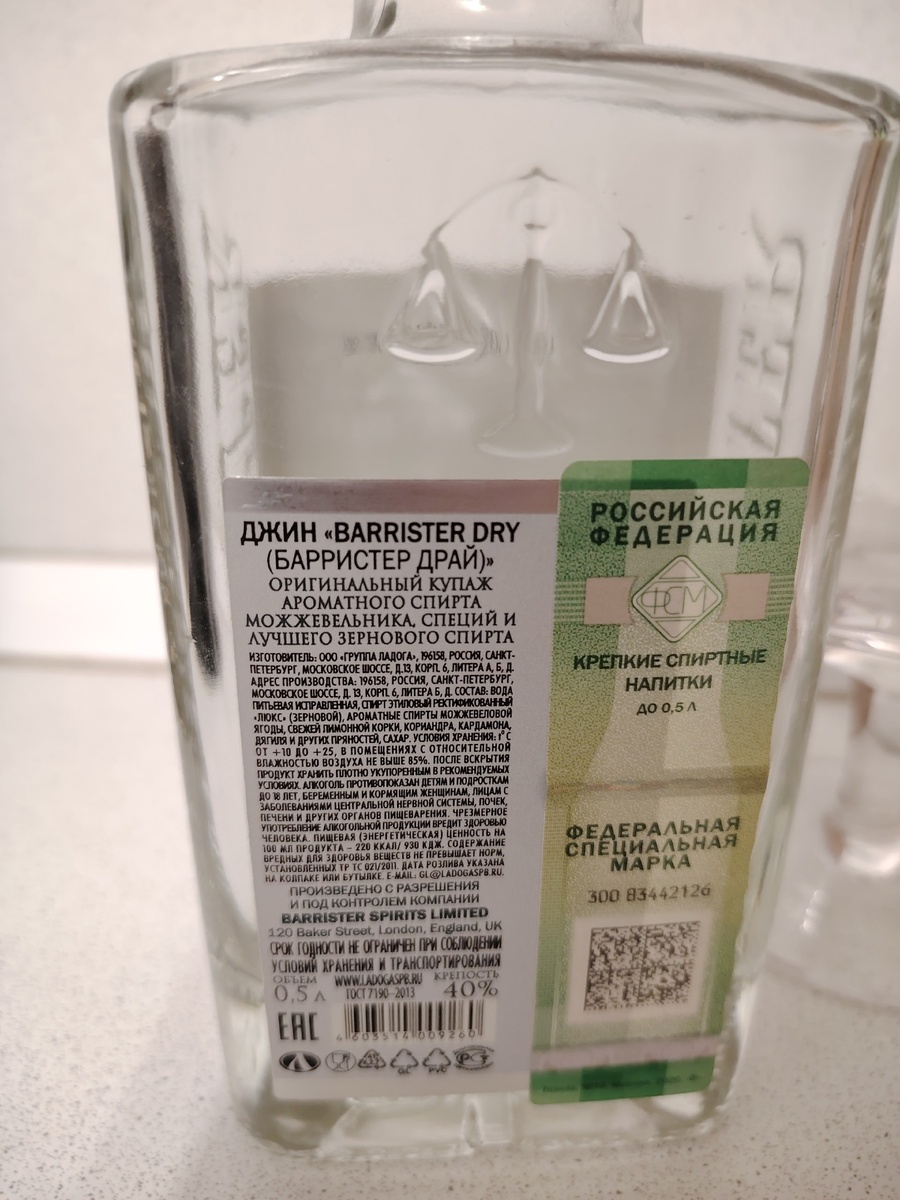 ДЖИН «BARRISTER DRY
(БАРРИСТЕР ДРАЙ)»
ОРИГИНАЛЬНЫЙ КУПАЖ
АРОМАТНОГО СПИРТА
МОЖЖЕВЕЛЬНИКА, СПЕЦИЙ И
ЛУЧШЕГО ЗЕРНОВОГО СПИРТА
ИЗГОТОВИТЕЛЬ: ООО «ГРУППА ЛАДОГА», 196158, РОССИЯ, САНКТ-
ПЕТЕРБУРГ, МОСКОВСКОЕ ШОССЕ, Д.13, КОРП. 6, ЛИТЕРА А, Б, Д.
АДРЕС ПРОИЗВОДСТВА: 196158, РОССИЯ, САНКТ-ПЕТЕРБУРГ,
МОСКОВСКОЕ ШОССЕ, Д. 13, КОРП. 6, ЛИТЕРА Б, Д. СОСТАВ: ВОДА
ПИТЬЕВАЯ ИСПРАВЛЕННАЯ, СПИРТ ЭТИЛОВЫЙ РЕКТИФИКОВАННЫЙ
«ЛЮКС» (ЗЕРНОВОЙ), АРОМАТНЫЕ СПИРТЫ МОЖЖЕВЕЛОВОЙ
ЯГОДЫ, СВЕЖЕЙ ЛИМОННОЙ КОРКИ, КОРИАНДРА, КАРДАМОНА,
ДЯГИЛЯ И ДРУГИХ ПРЯНОСТЕЙ, САХАР. УСЛОВИЯ ХРАНЕНИЯ: t° C
ОТ +10 ДО +25, В ПОМЕЩЕНИЯХ С ОТНОСИТЕЛЬНОЙ
ВЛАЖНОСТЬЮ ВОЗДУХА НЕ ВЫШЕ 85%. ПОСЛЕ ВСКРЫТИЯ
ПРОДУКТ ХРАНИТЬ ПЛОТНО УКУПОРЕННЫМ В РЕКОМЕНДУЕМЫХ
УСЛОВИЯХ. АЛКОГОЛЬ ПРОТИВОПОКАЗАН ДЕТЯМ И ПОДРОСТКАМ
ДО 18 ЛЕТ, БЕРЕМЕННЫМ И КОРМЯЩИМ ЖЕНЩИНАМ, ЛИЦАМ С
ЗАБОЛЕВАНИЯМИ ЦЕНТРАЛЬНОЙ НЕРВНОЙ СИСТЕМЫ, ПОЧЕК,
ПЕЧЕНИ И ДРУГИХ ОРГАНОВ ПИЩЕВАРЕНИЯ. ЧРЕЗМЕРНОЕ
УПОТРЕБЛЕНИЕ АЛКОГОЛЬНОЙ ПРОДУКЦИИ ВРЕДИТ ЗДОРОВЬЮ
ЧЕЛОВЕКА. ПИЩЕВАЯ (ЭНЕРГЕТИЧЕСКАЯ) ЦЕННОСТЬ НА
100 МЛ ПРОДУКТА – 220 ККАЛ/ 930 КДЖ. СОДЕРЖАНИЕ
ВРЕДНЫХ ДЛЯ ЗДОРОВЬЯ ВЕЩЕСТВ НЕ ПРЕВЫШАЕТ НОРМ,
УСТАНОВЛЕННЫХ ТР ТС 021/2011. ДАТА РОЗЛИВА УКАЗАНА
НА КОЛПАКЕ ИЛИ БУТЫЛКЕ. E-MAIL: GL@LADOGASPB.RU.
ПРОИЗВЕДЕНО С РАЗРЕШЕНИЯ
И ПОД КОНТРОЛЕМ КОМПАНИИ
BARRISTER SPIRITS LIMITED
120 Baker Street, London, England, UK
СРОК ГОДНОСТИ НЕ ОГРАНИЧЕН ПРИ СОБЛЮДЕНИИ
УСЛОВИЙ ХРАНЕНИЯ И ТРАНСПОРТИРОВАНИЯ
ОБЪЕМ WWW.LADOGASPB.RU КРЕПОСТЬ
0,5 л ГОСТ 7190-2013 40%
EAC
4 603514 009260
GL PVC РСТ
РОССИЙСКАЯ
ФЕДЕРАЦИЯ
ФСМ
КРЕПКИЕ СПИРТНЫЕ
НАПИТКИ
ДО 0,5 Л
ФЕДЕРАЛЬНАЯ
СПЕЦИАЛЬНАЯ
МАРКА
300 83442126